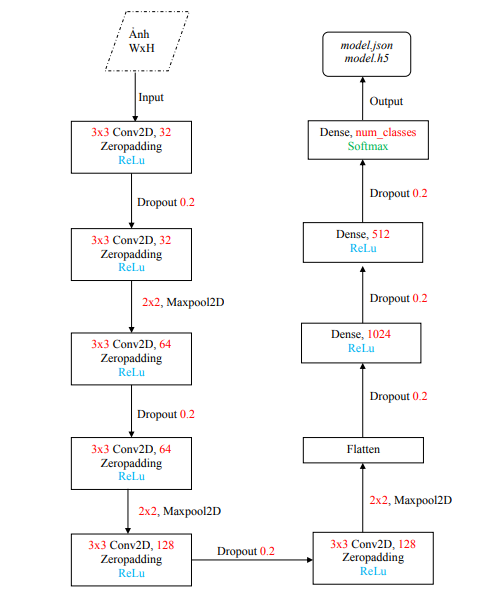 Ảnh
WxH
Input
3x3 Conv2D, 32
Zeropadding
ReLu
Dropout 0.2
3x3 Conv2D, 32
Zeropadding
ReLu
2x2, Maxpool2D
3x3 Conv2D, 64
Zeropadding
ReLu
Dropout 0.2
3x3 Conv2D, 64
Zeropadding
ReLu
2x2, Maxpool2D
3x3 Conv2D, 128
Zeropadding
ReLu
Dropout 0.2
3x3 Conv2D, 128
Zeropadding
ReLu
2x2, Maxpool2D
Flatten
Dropout 0.2
Dense, 1024
ReLu
Dropout 0.2
Dense, 512
ReLu
Dropout 0.2
Dense, num_classes
Softmax
Output
model.json
model.h5